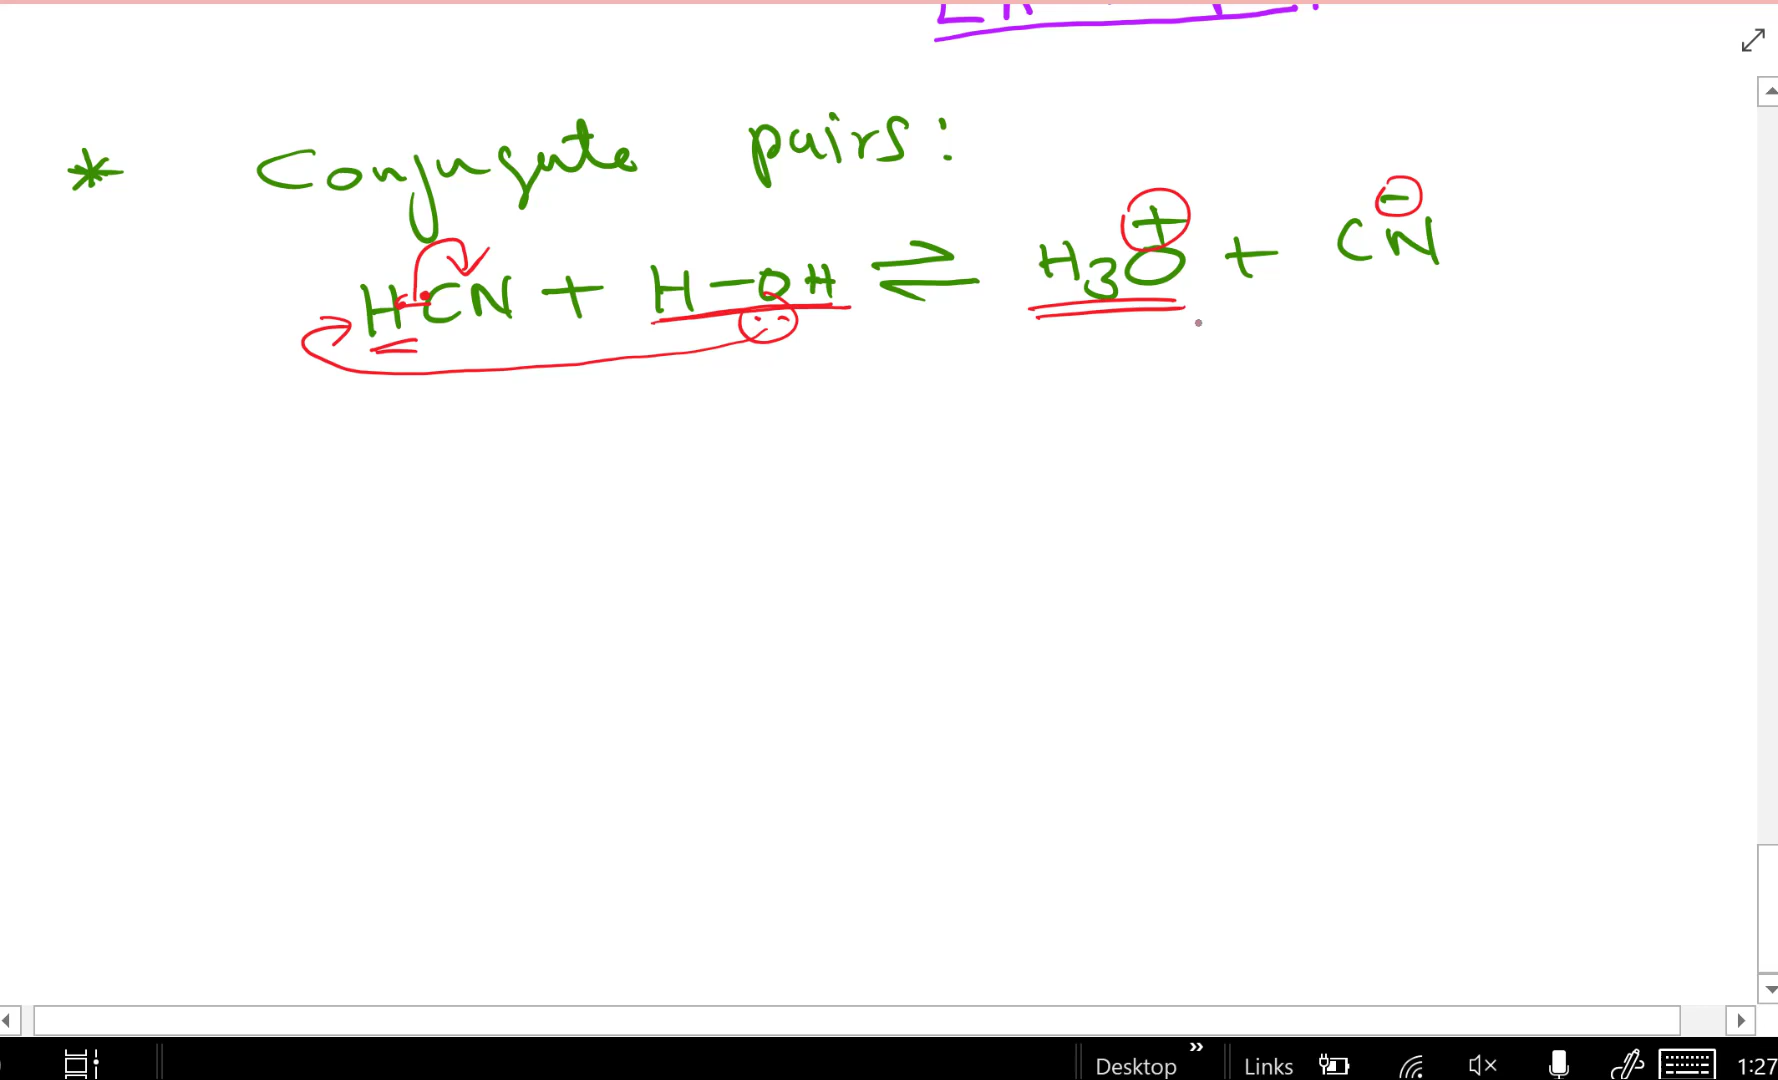 * Conjugate pairs:
HCN + H-OH ⇌ H3O+ + CN-
Desktop » Links 1:27